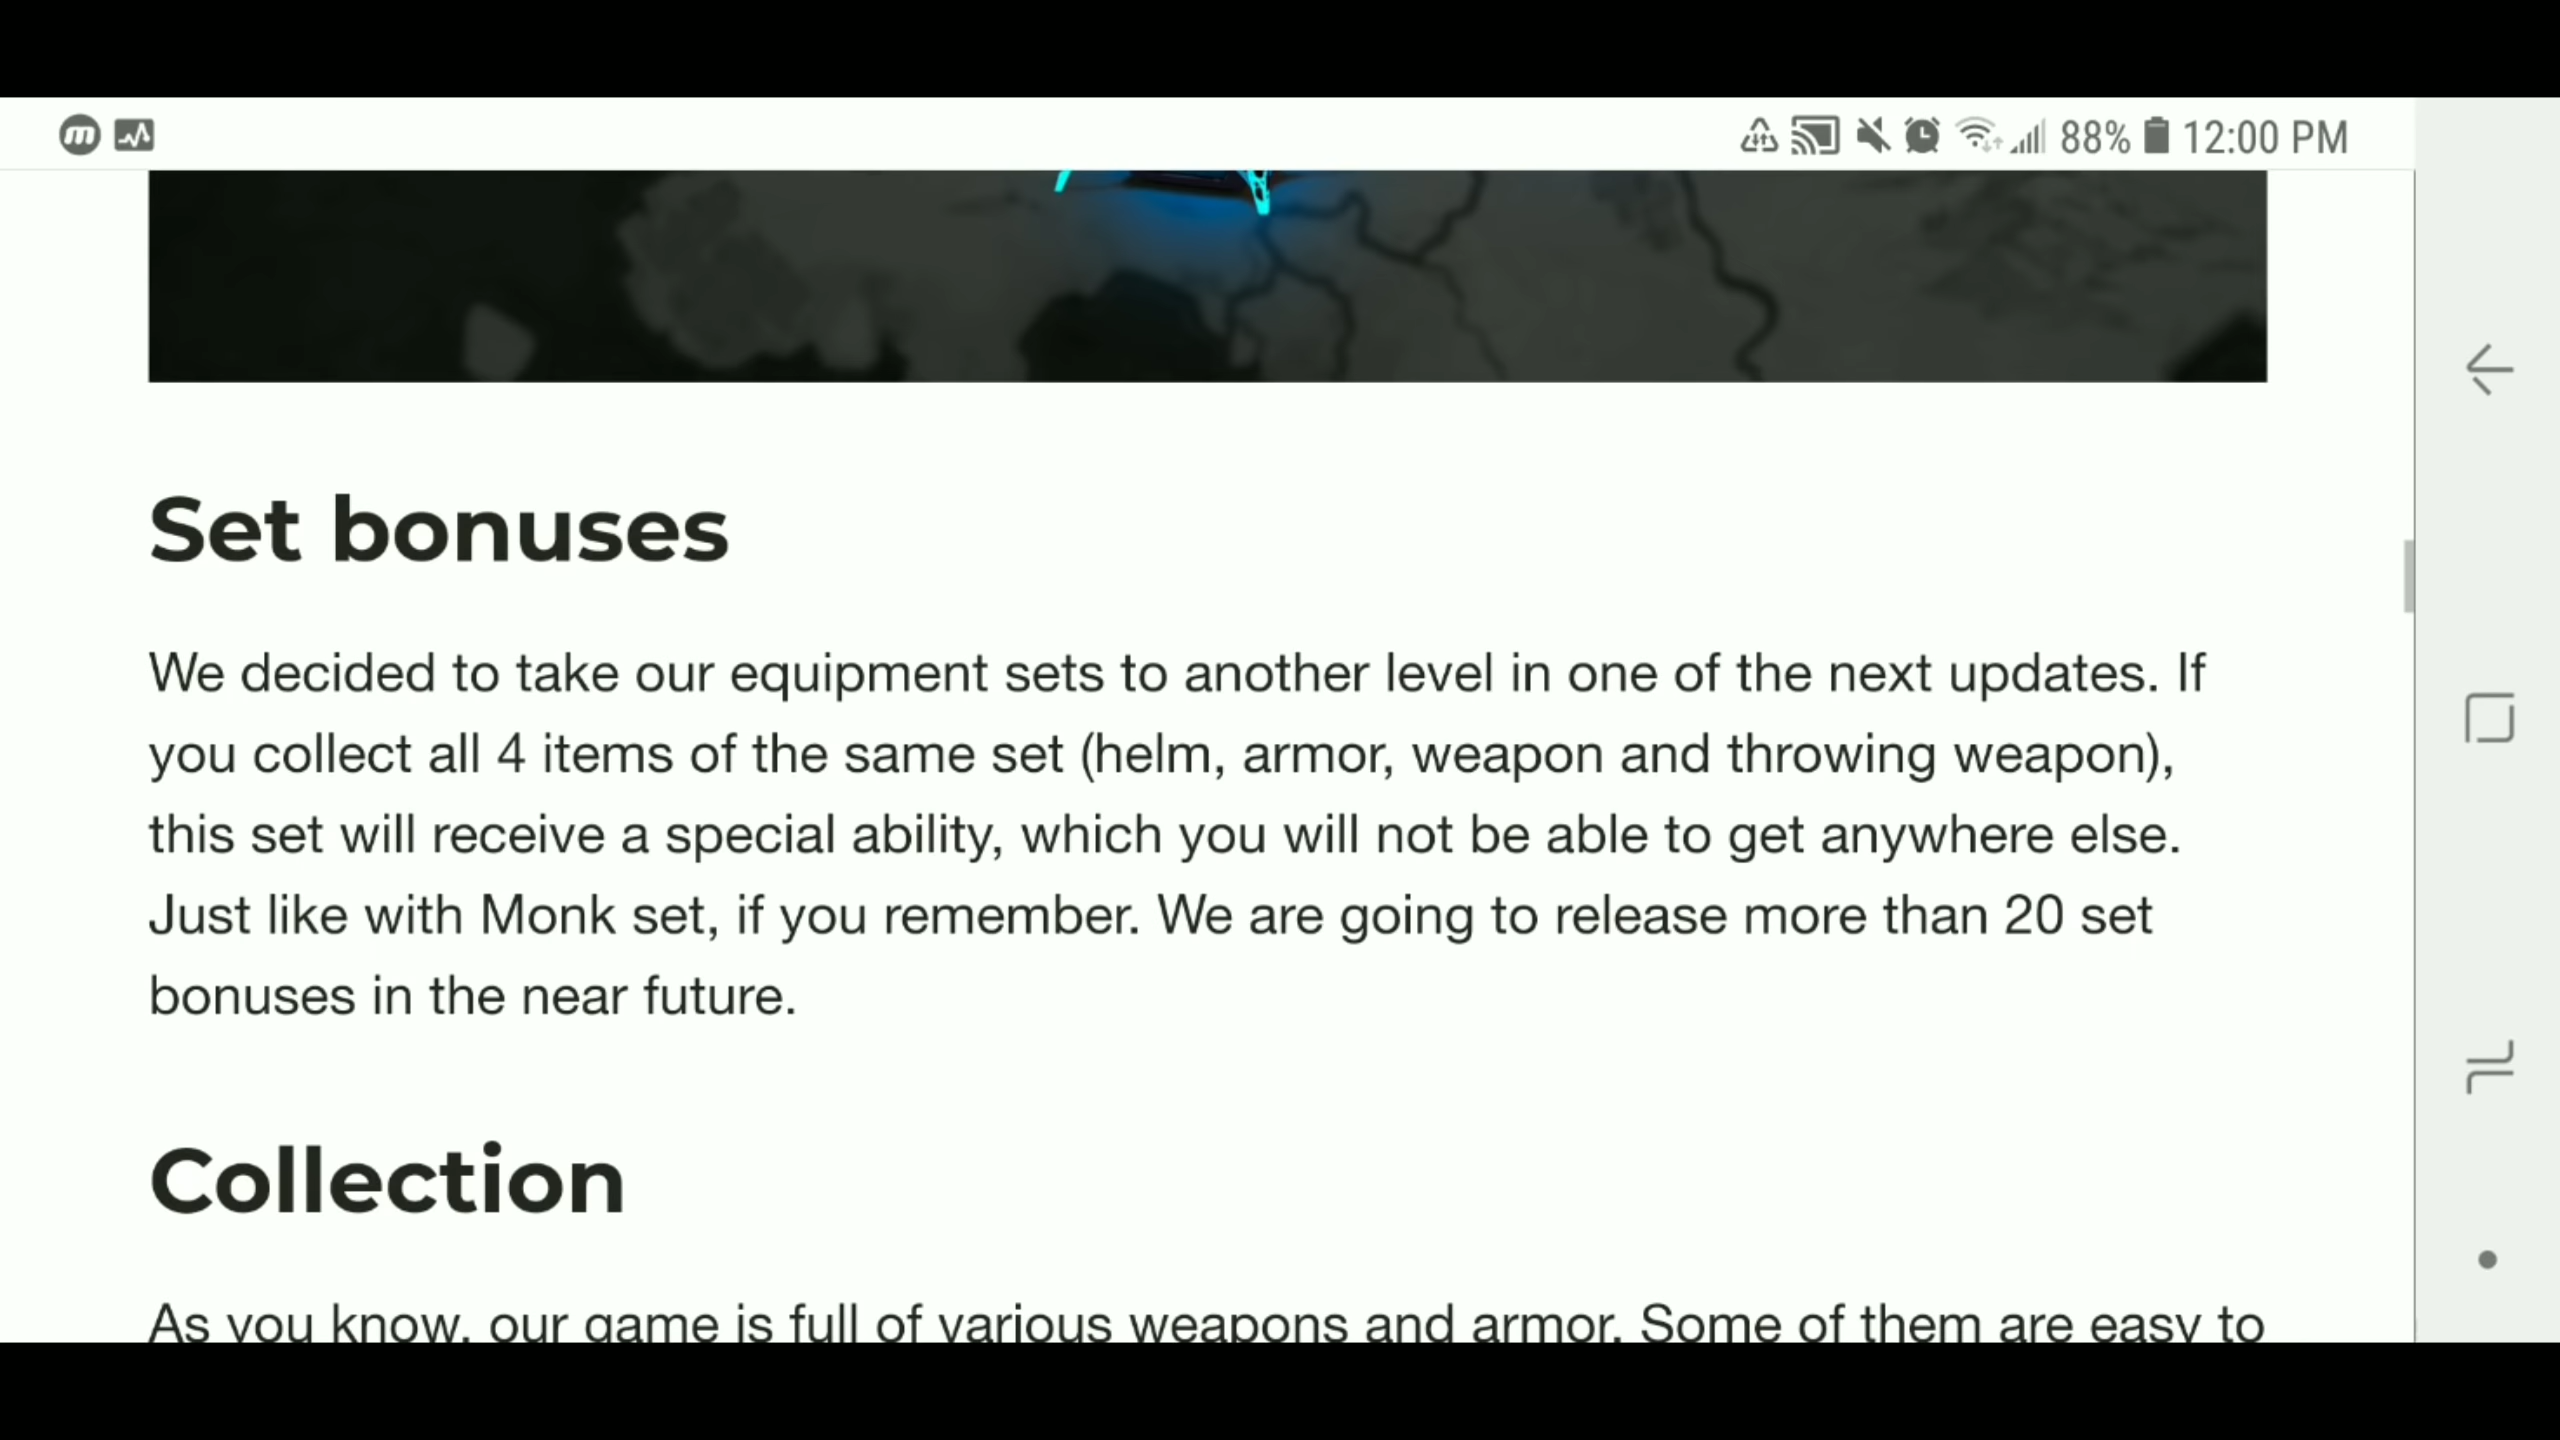 88% 12:00 PM
Set bonuses
We decided to take our equipment sets to another level in one of the next updates. If
you collect all 4 items of the same set (helm, armor, weapon and throwing weapon),
this set will receive a special ability, which you will not be able to get anywhere else.
Just like with Monk set, if you remember. We are going to release more than 20 set
bonuses in the near future.
Collection
As you know, our game is full of various weapons and armor. Some of them are easy to